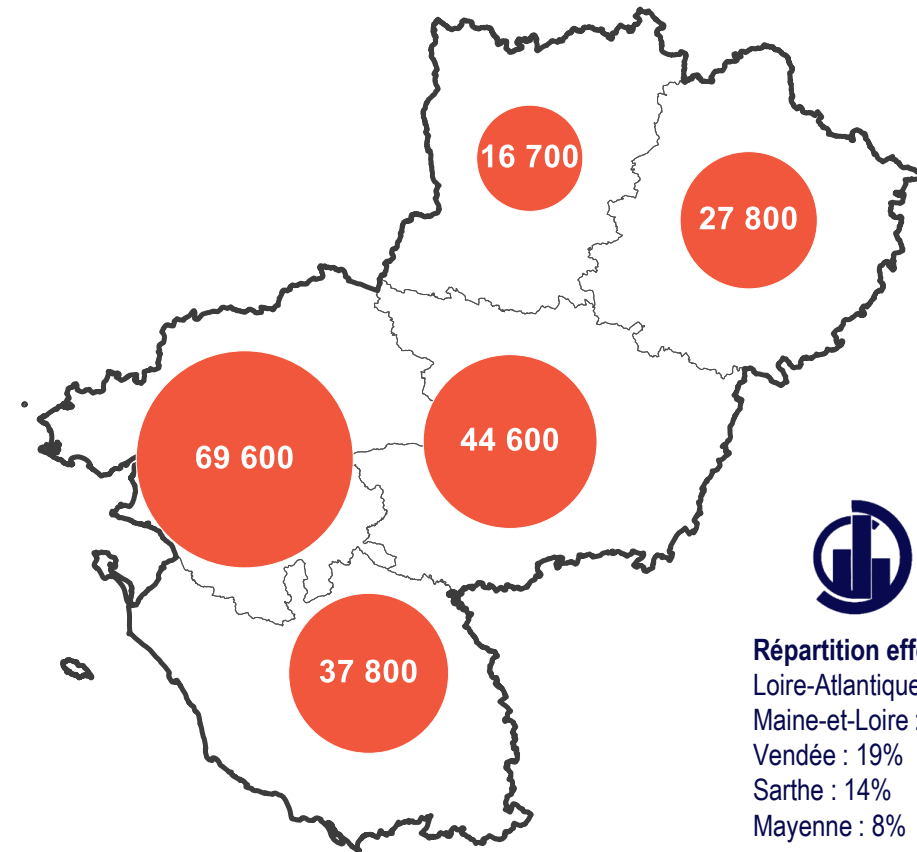 16 700
27 800
69 600
44 600
37 800
Répartition
Loire-Atlantique
Maine-et-Loire :
Vendée : 19%
Sarthe : 14%
Mayenne : 8%